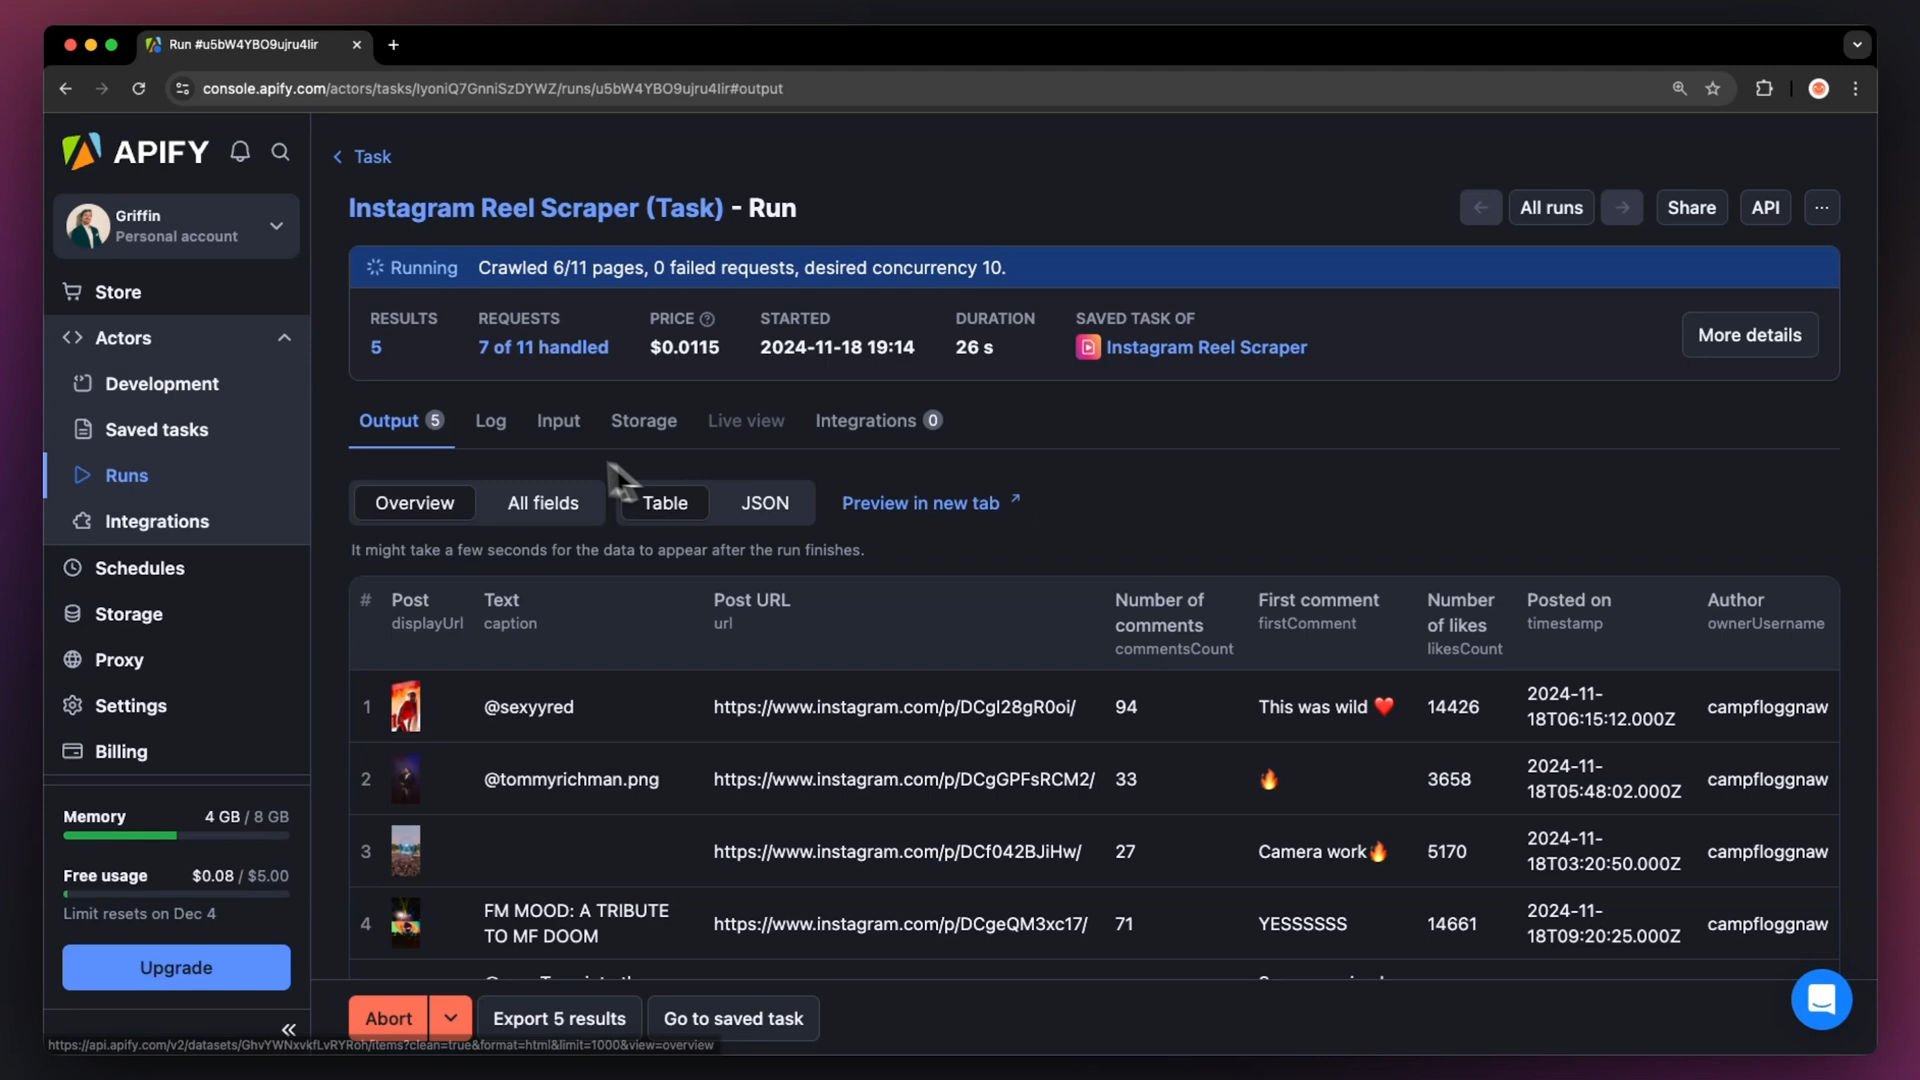 Run #u5bW4YBO9ujru4lir
console.apify.com/actors/tasks/IyoniQ7GnniSzDYWZ/runs/u5bW4YBO9ujru4Iir#output
APIFY
Griffin
Personal account
Store
Actors
Development
Saved tasks
Runs
Integrations
Schedules
Storage
Proxy
Settings
Billing
Memory 4 GB / 8 GB
Free usage $0.08 / $5.00
Limit resets on Dec 4
Upgrade
Task
Instagram Reel Scraper (Task) - Run
All runs Share API ...
Running Crawled 6/11 pages, 0 failed requests, desired concurrency 10.
RESULTS REQUESTS PRICE STARTED DURATION SAVED TASK OF
5 7 of 11 handled $0.0115 2024-11-18 19:14 26 s Instagram Reel Scraper
More details
Output 5 Log Input Storage Live view Integrations 0
Overview All fields Table JSON Preview in new tab
It might take a few seconds for the data to appear after the run finishes.
# Post Text Post URL Number of comments First comment Number of likes Posted on Author
displayUrl caption url commentsCount firstComment likesCount timestamp ownerUsername
1 @sexyyred https://www.instagram.com/p/DCgl28gR0oi/ 94 This was wild ❤️ 14426 2024-11-18T06:15:12.000Z campfloggnaw
2 @tommyrichman.png https://www.instagram.com/p/DCgGPFsRCM2/ 33 🔥 3658 2024-11-18T05:48:02.000Z campfloggnaw
3 https://www.instagram.com/p/DCf042BJiHw/ 27 Camera work🔥 5170 2024-11-18T03:20:50.000Z campfloggnaw
4 FM MOOD: A TRIBUTE TO MF DOOM https://www.instagram.com/p/DCgeQM3xc17/ 71 YESSSSSS 14661 2024-11-18T09:20:25.000Z campfloggnaw
Abort Export 5 results Go to saved task
https://api.apify.com/v2/datasets/GhvYWNxvkfLvRYRoh/items?clean=true&format=html&limit=1000&view=overview